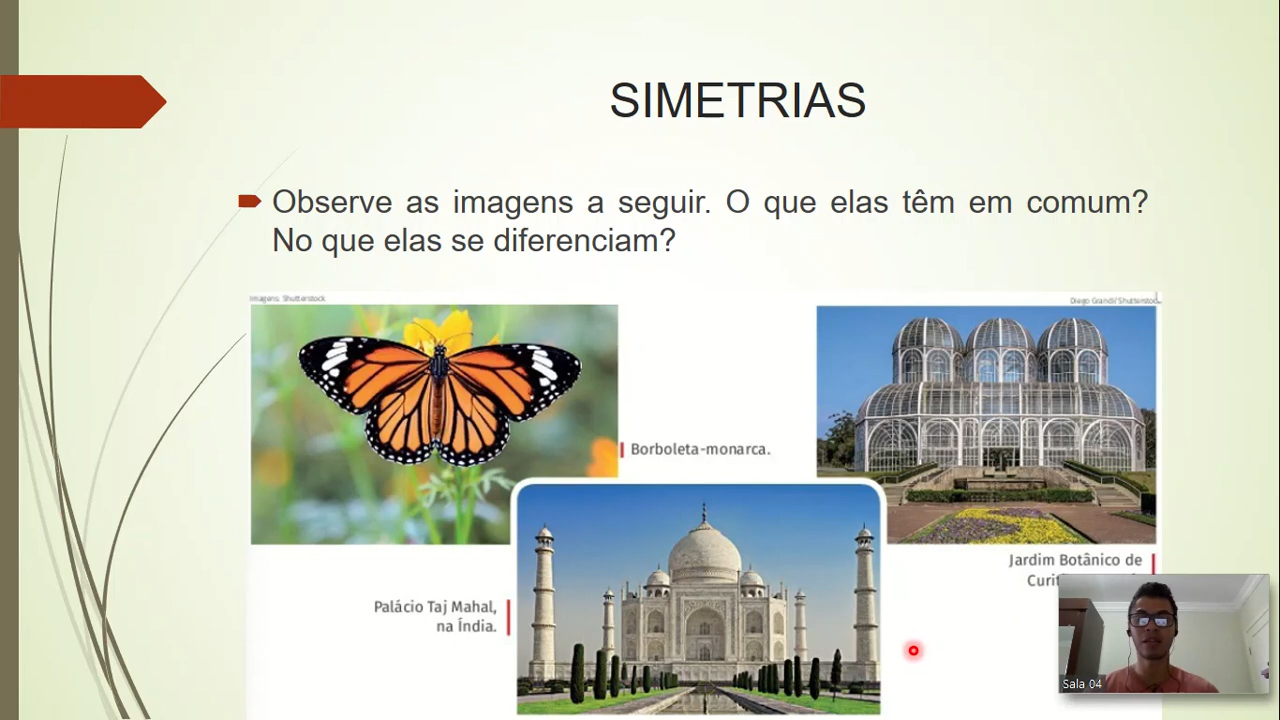 SIMETRIAS
Observe as imagens a seguir. O que elas têm em comum?
No que elas se diferenciam?
Imagens: Shutterstock
Diego Grandi/Shutterstock
Borboleta-monarca.
Jardim Botânico de
Palácio Taj Mahal,
na Índia.
Sala 04